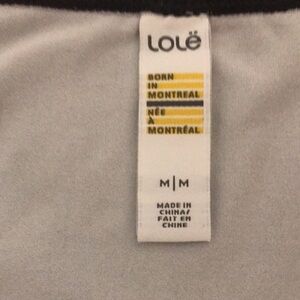 Lolë
BORN
IN
MONTREAL
NÉE
À
MONTRÉAL
M|M
MADE IN
CHINA/
FAIT EN
CHINE